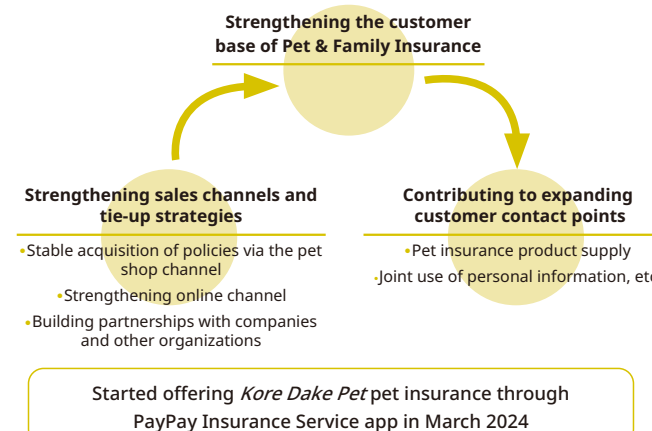 Strengthening the customer
base of Pet & Family Insurance
Strengthening sales channels and
tie-up strategies
•Stable acquisition of policies via the pet
shop channel
•Strengthening online channel
•Building partnerships with companies
and other organizations
Contributing to expanding
customer contact points
•Pet insurance product supply
•Joint use of personal information, etc
Started offering Kore Dake Pet pet insurance through
PayPay Insurance Service app in March 2024